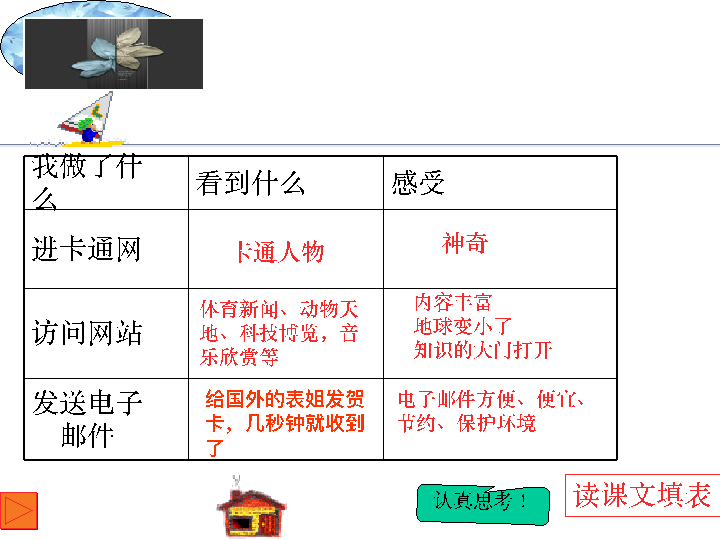 我做了什
么
看到什么
感受
进卡通网
卡通人物
神奇
访问网站
体育新闻、动物天
地、科技博览，音
乐欣赏等
内容丰富
地球变小了
知识的大门打开
发送电子
邮件
给国外的表姐发贺
卡，几秒钟就收到
了
电子邮件方便、便宜、
节约、保护环境
认真思考！
读课文填表